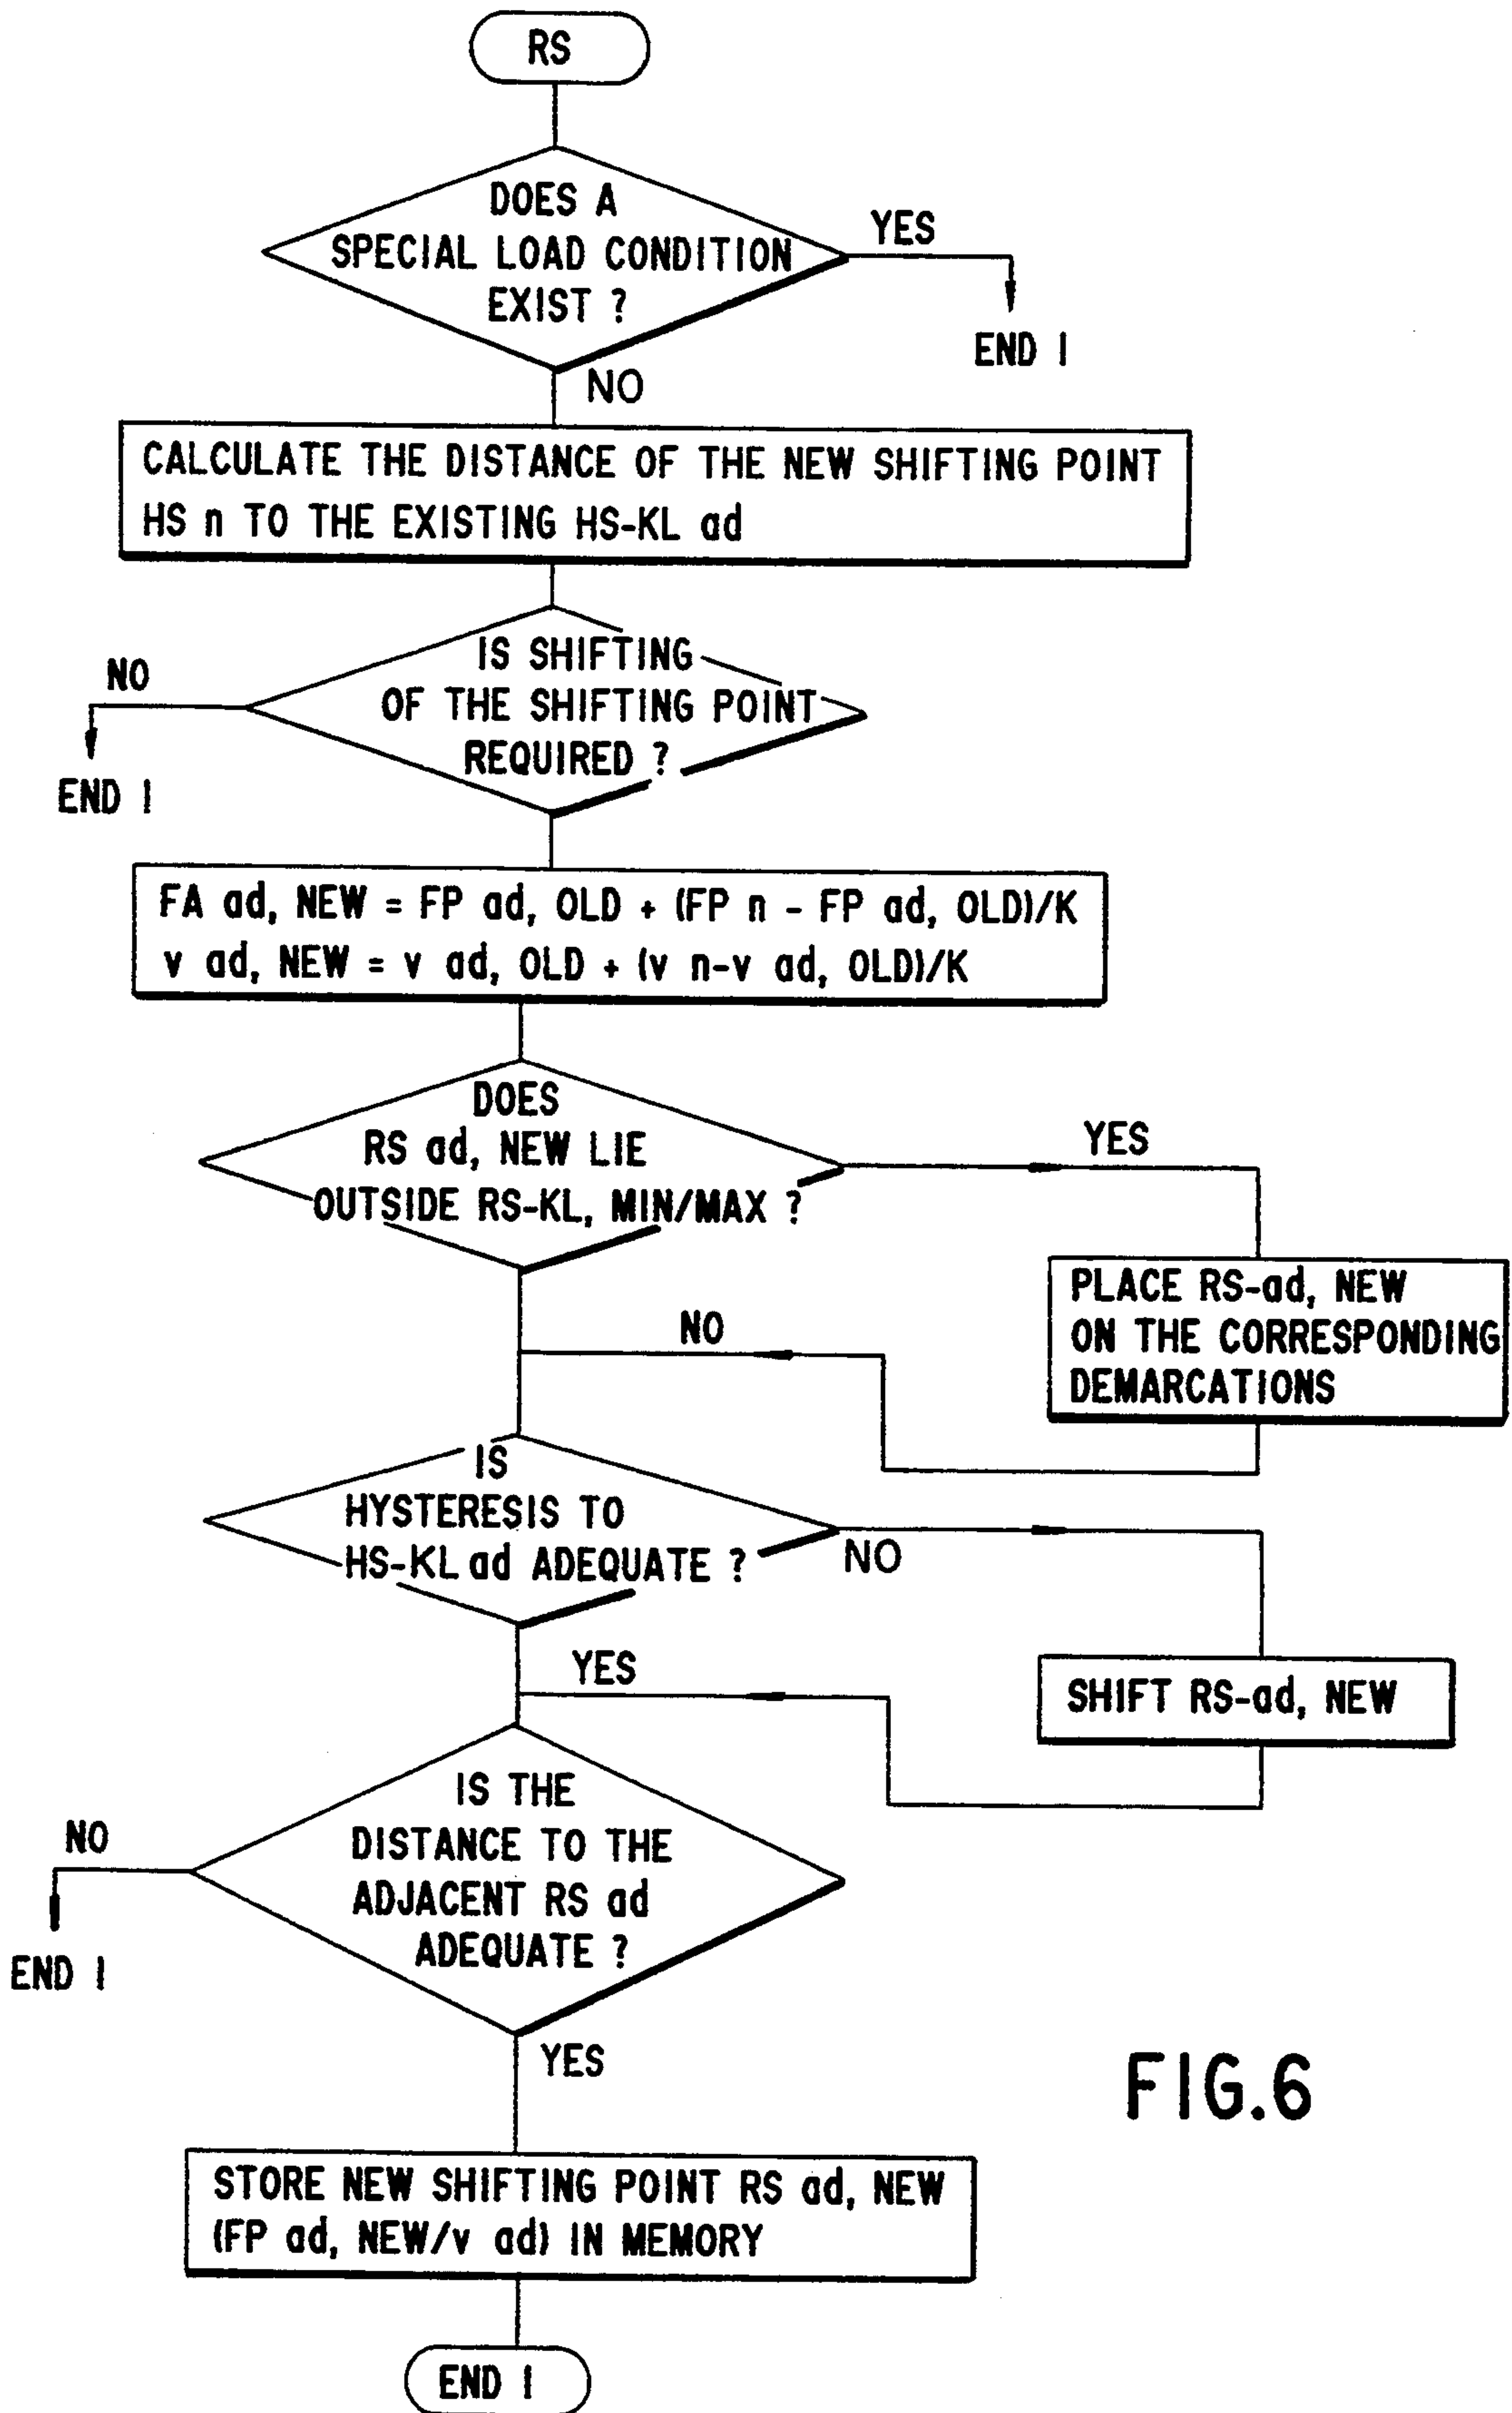 RS
DOES A
SPECIAL LOAD CONDITION
EXIST ?
YES
END I
NO
CALCULATE THE DISTANCE OF THE NEW SHIFTING POINT
HS n TO THE EXISTING HS-KL ad
IS SHIFTING
OF THE SHIFTING POINT
REQUIRED ?
NO
END I
FA ad, NEW = FP ad, OLD + (FP n - FP ad, OLD)/K
v ad, NEW = v ad, OLD + (v n-v ad, OLD)/K
DOES
RS ad, NEW LIE
OUTSIDE RS-KL, MIN/MAX ?
YES
PLACE RS-ad, NEW
ON THE CORRESPONDING
DEMARCATIONS
NO
IS
HYSTERESIS TO
HS-KL ad ADEQUATE ?
NO
SHIFT RS-ad, NEW
YES
IS THE
DISTANCE TO THE
ADJACENT RS ad
ADEQUATE ?
NO
END I
YES
STORE NEW SHIFTING POINT RS ad, NEW
(FP ad, NEW/v ad) IN MEMORY
END I
FIG.6